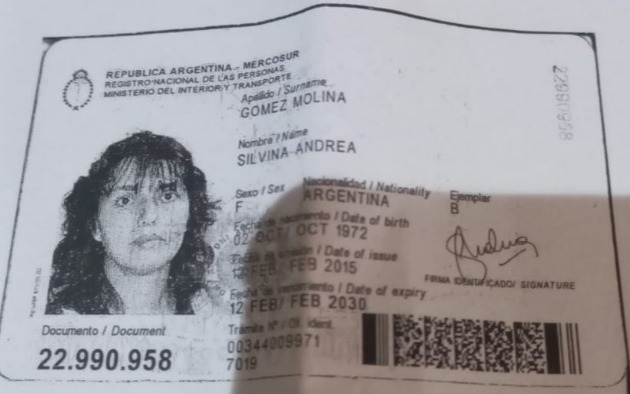 REPUBLICA ARGENTINA - MERCOSUR
REGISTRO NACIONAL DE LAS PERSONAS
MINISTERIO DEL INTERIOR Y TRANSPORTE
Apellido / Surname
GOMEZ MOLINA
Nombre / Name
SILVINA ANDREA
Sexo / Sex Nacionalidad / Nationality Ejemplar
F ARGENTINA B
Fecha de nacimiento / Date of birth
02 OCT/ OCT 1972
Fecha de emisión / Date of issue
12 FEB/ FEB 2015
Fecha de vencimiento / Date of expiry
12 FEB/ FEB 2030
FIRMA IDENTIFICADO/ SIGNATURE
Documento / Document
22.990.958
Trámite Nº / Of. ident.
00344009971
7019
22990958